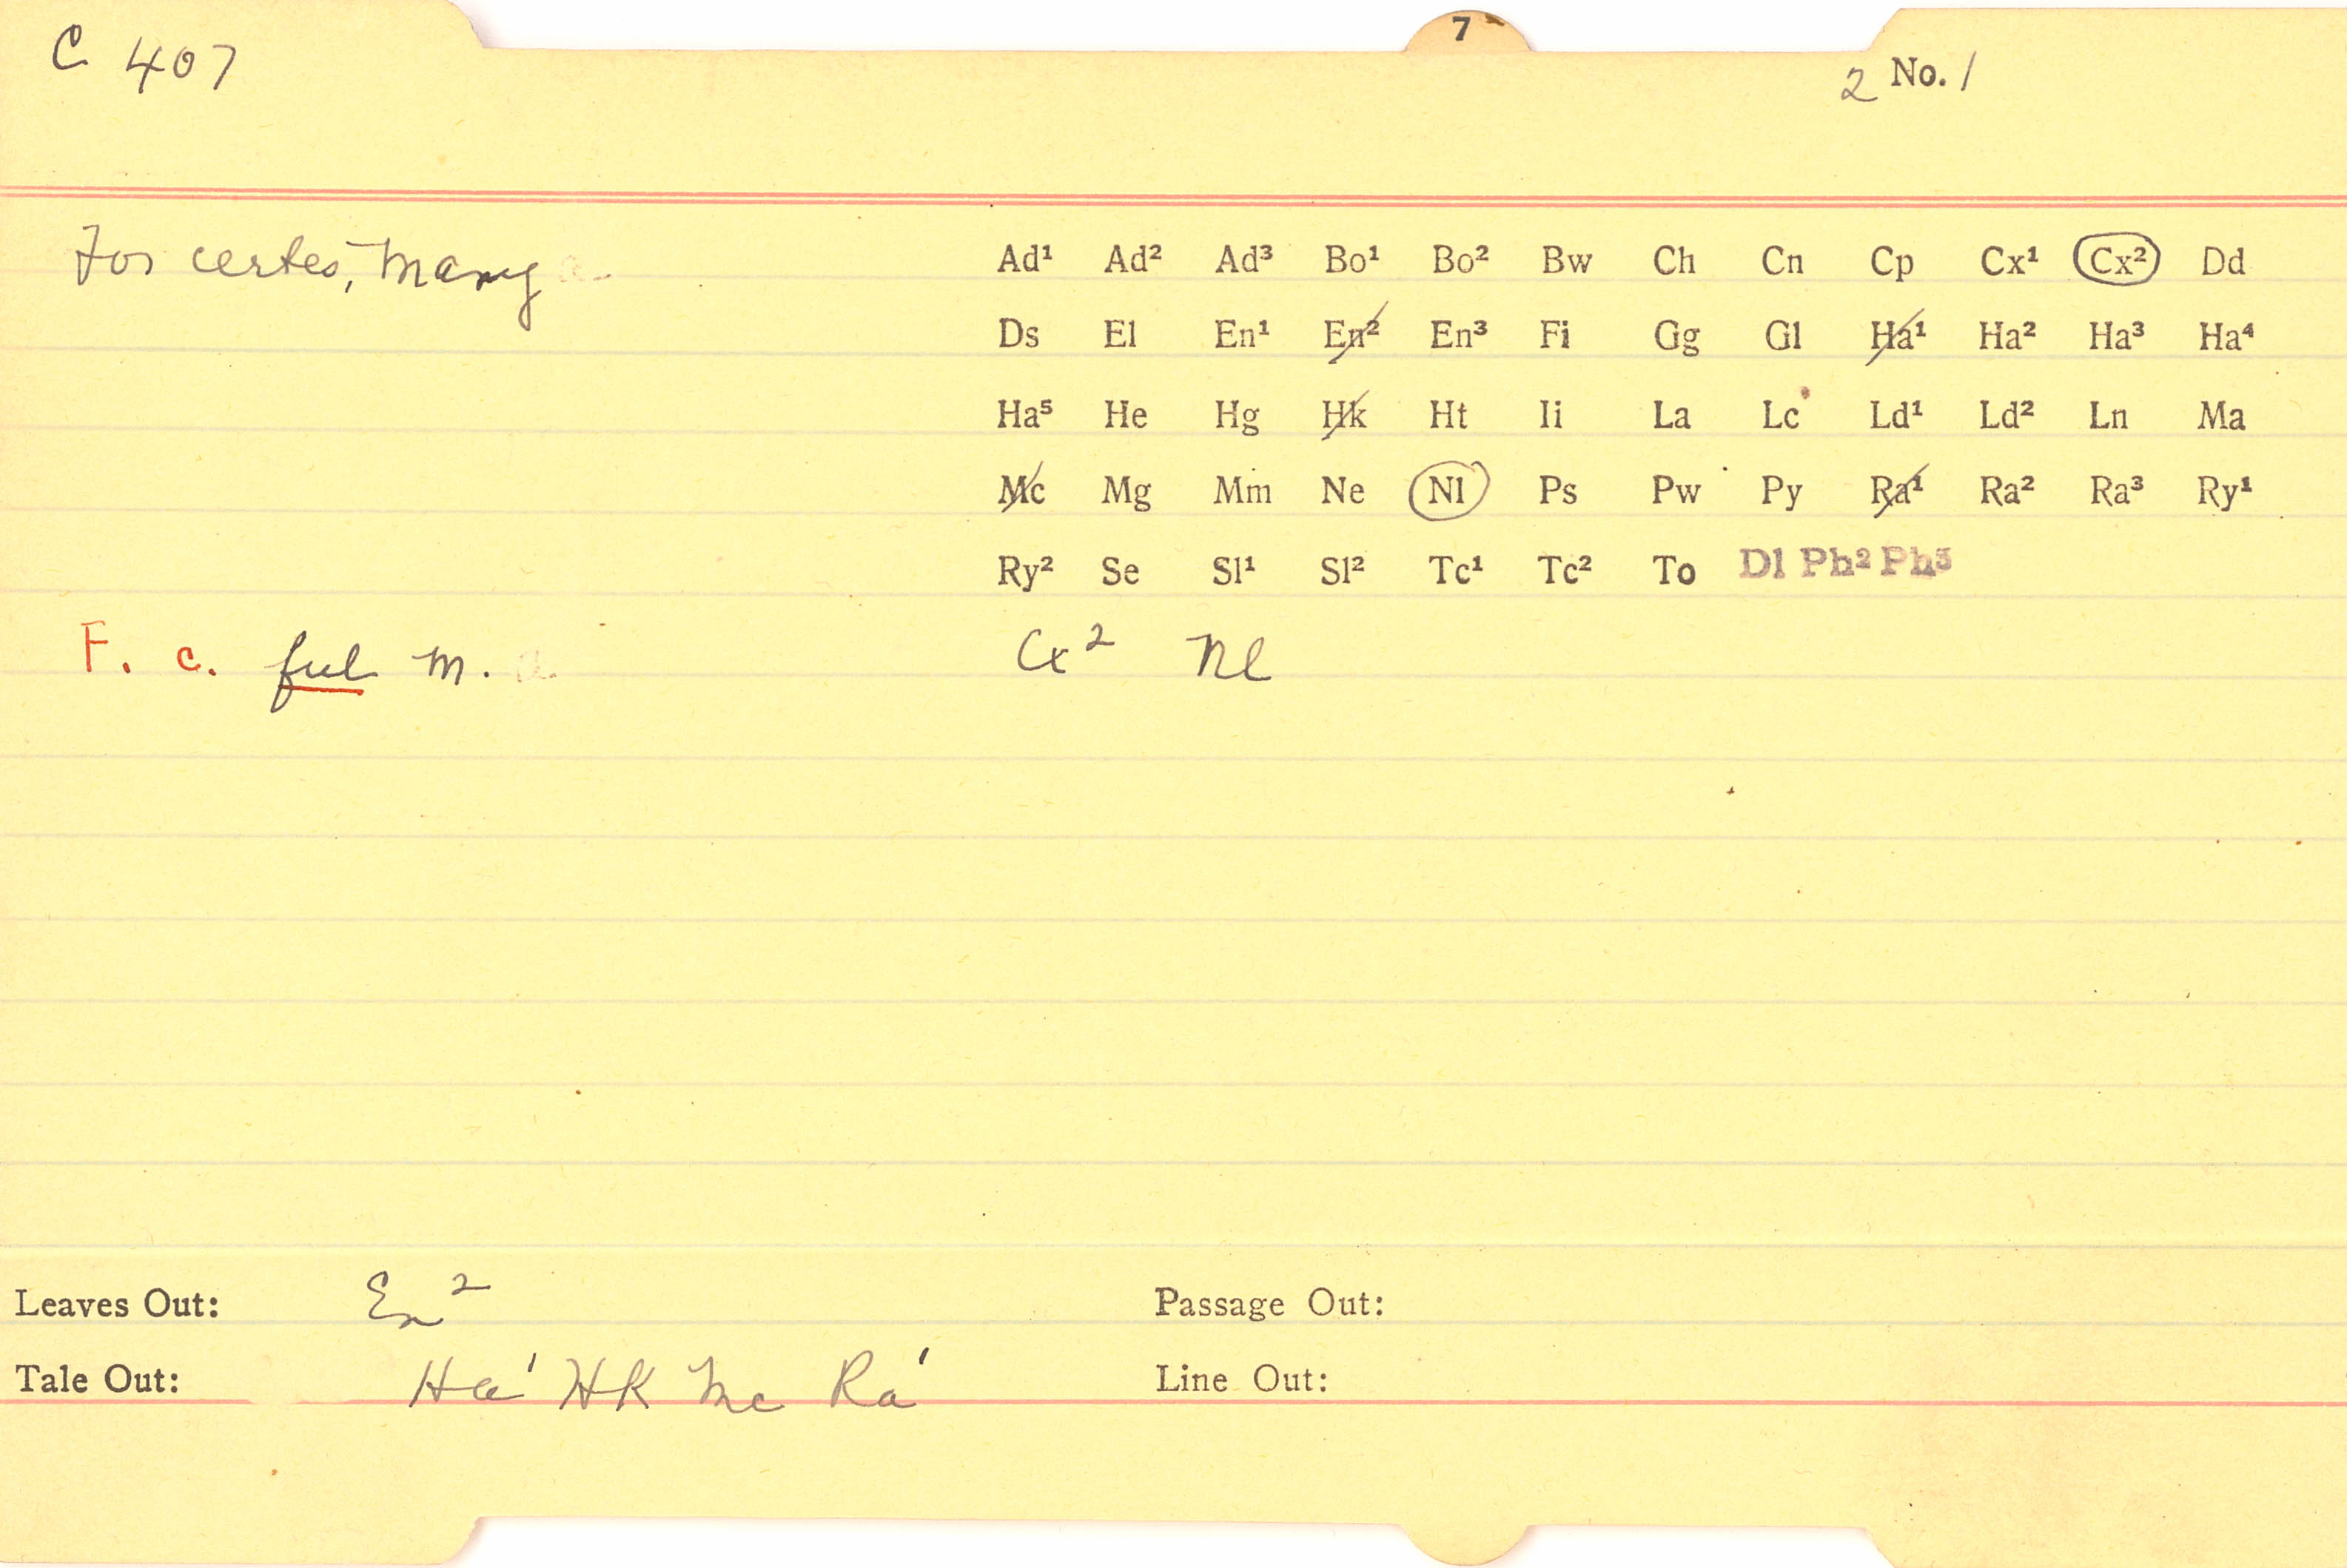 7
C 407
2 No. 1
For certes, many a
Ad¹ Ad² Ad³ Bo¹ Bo² Bw Ch Cn Cp Cx¹ Cx² Dd
Ds El En¹ En² En³ Fi Gg Gl Ha¹ Ha² Ha³ Ha⁴
Ha⁵ He Hg Hk Ht Ii La Lc Ld¹ Ld² Ln Ma
Mc Mg Mm Ne Nl Ps Pw Py Ra¹ Ra² Ra³ Ry¹
Ry² Se Sl¹ Sl² Tc¹ Tc² To Dl Ph² Ph³
F. c. ful m. a
Cx² Nl
Leaves Out: En²
Passage Out:
Tale Out: Ha¹ HK Mc Ra¹
Line Out: